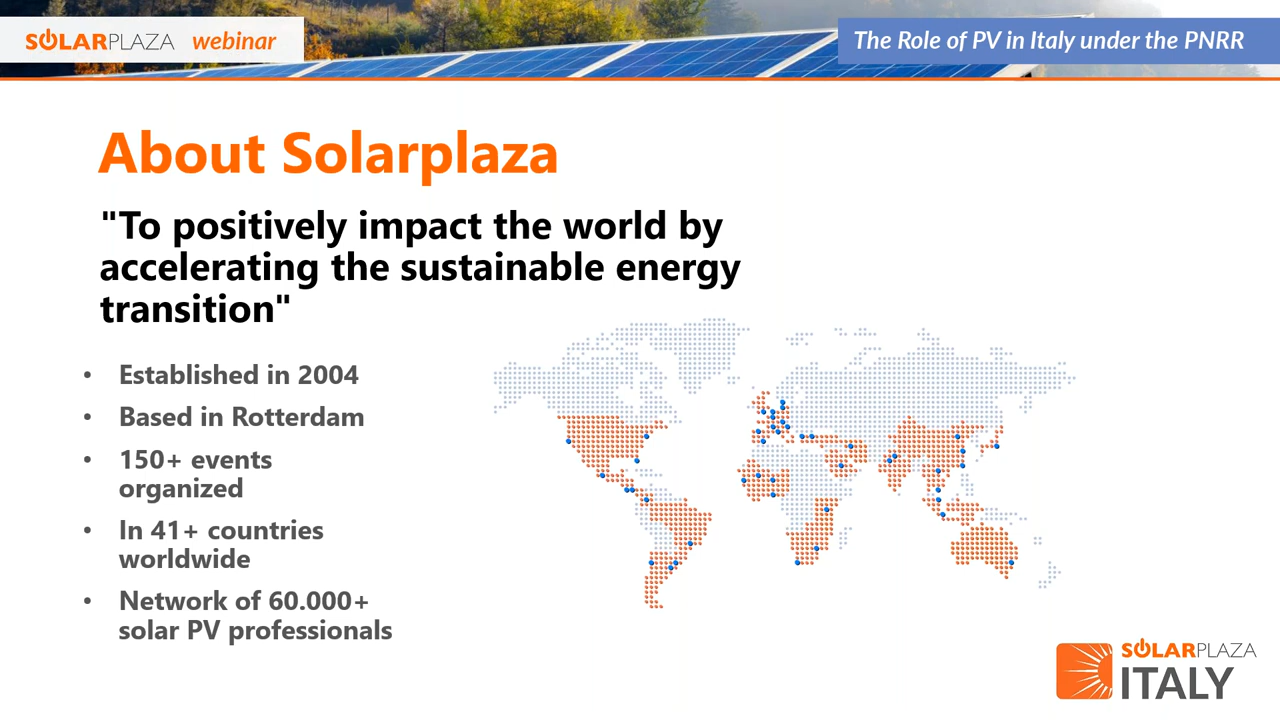 SOLARPLAZA webinar
The Role of PV in Italy under the PNRR
About Solarplaza
"To positively impact the world by
accelerating the sustainable energy
transition"
• Established in 2004
• Based in Rotterdam
• 150+ events
organized
• In 41+ countries
worldwide
• Network of 60.000+
solar PV professionals
SOLARPLAZA
ITALY